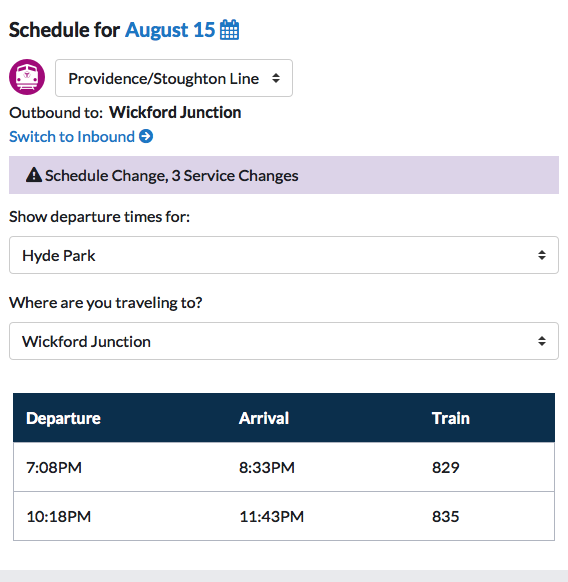 Schedule for August 15
Providence/Stoughton Line
Outbound to: Wickford Junction
Switch to Inbound
Schedule Change, 3 Service Changes
Show departure times for:
Hyde Park
Where are you traveling to?
Wickford Junction
Departure Arrival Train
7:08PM 8:33PM 829
10:18PM 11:43PM 835